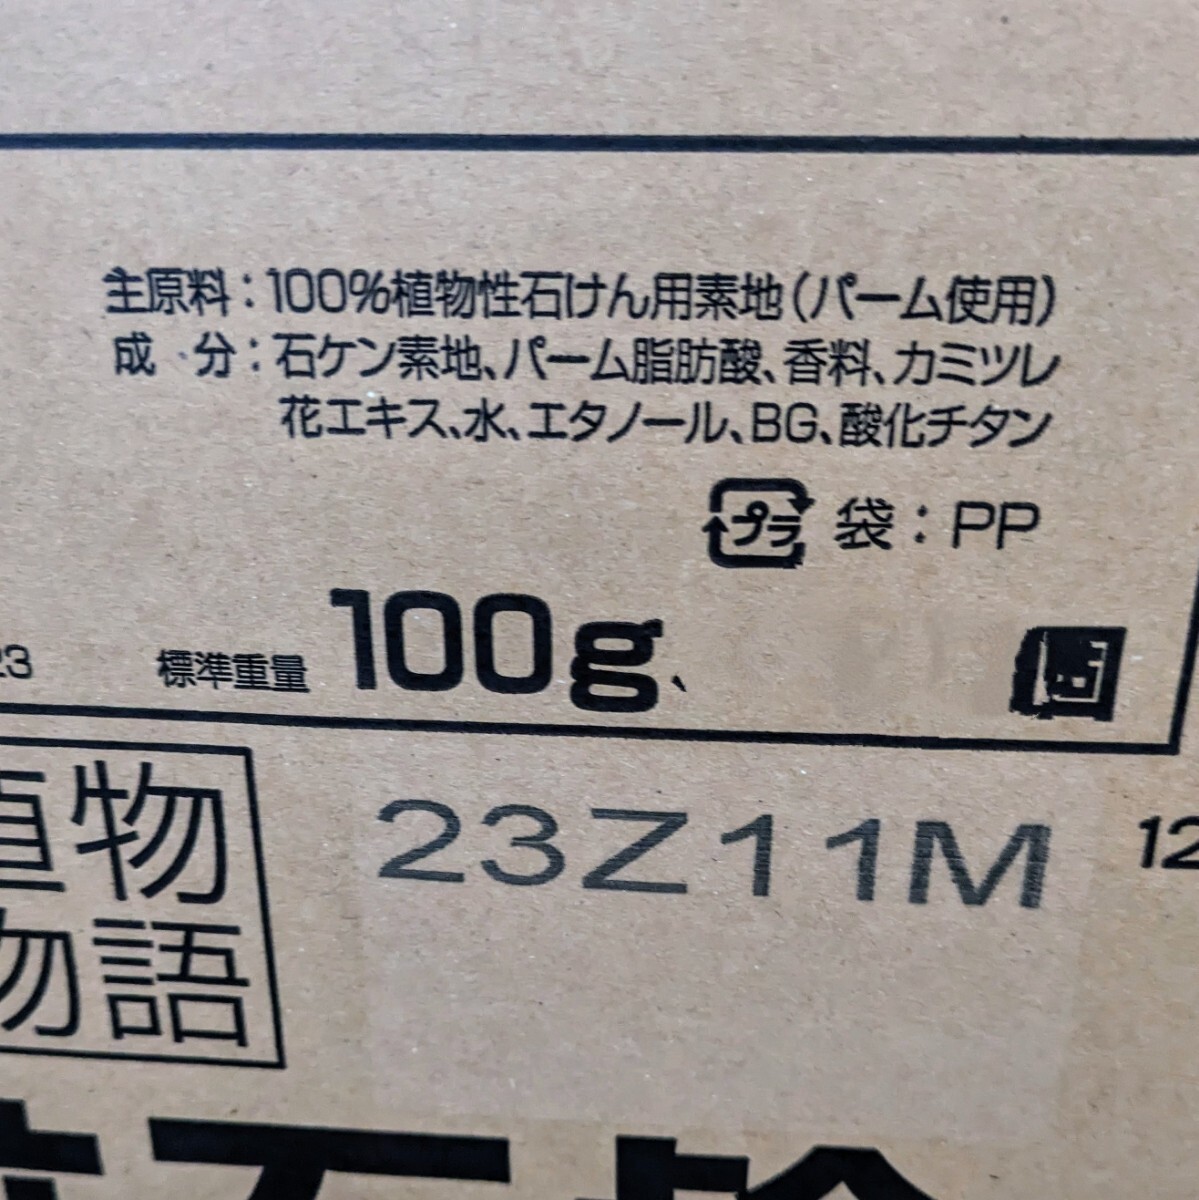 主原料:100%植物性石けん用素地(パーム使用)
成 分:石ケン素地、パーム脂肪酸、香料、カミツレ
花エキス、水、エタノール、BG、酸化チタン
プラ 袋:PP
23 標準重量 100g、 個
植物
物語
23Z11M
12
石鹸